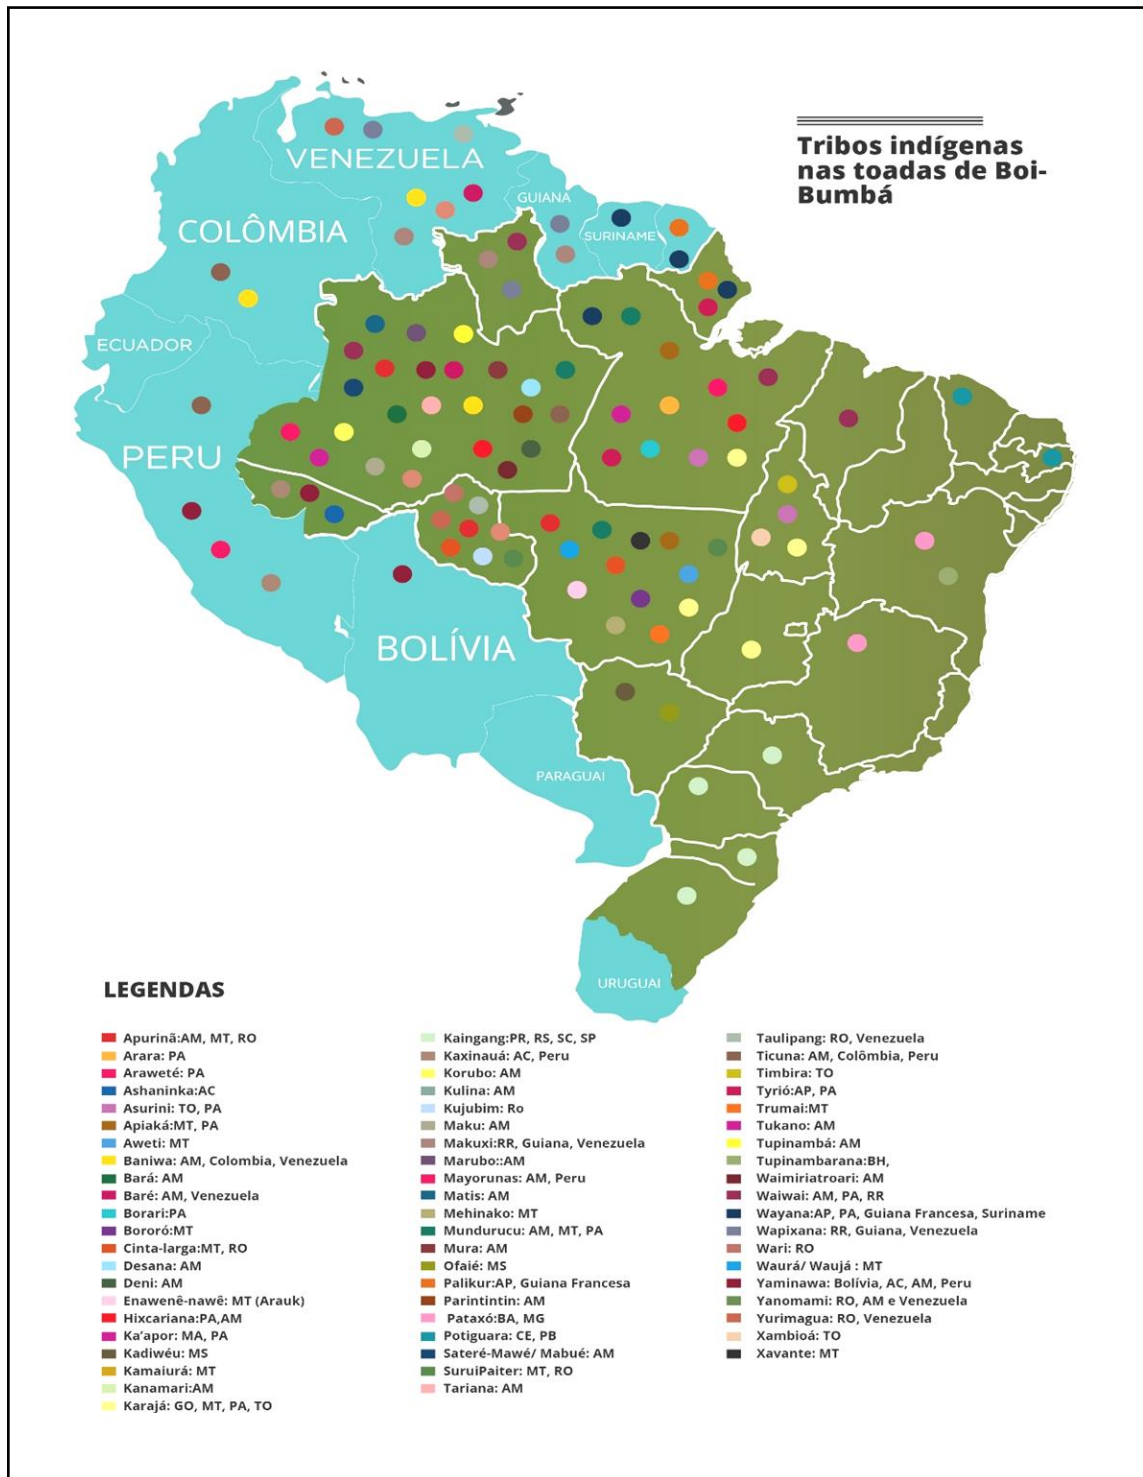 Tribos indígenas
nas toadas de Boi-
Bumbá
VENEZUELA
GUIANA
SURINAME
COLÔMBIA
ECUADOR
PERU
BOLÍVIA
PARAGUAI
URUGUAI
LEGENDAS
Apurinã:AM, MT, RO
Arara: PA
Araweté: PA
Ashaninka:AC
Asurini: TO, PA
Apiaká:MT, PA
Aweti: MT
Baniwa: AM, Colombia, Venezuela
Bará: AM
Baré: AM, Venezuela
Borari:PA
Bororó:MT
Cinta-larga:MT, RO
Desana: AM
Deni: AM
Enawenê-nawê: MT (Arauk)
Hixcariana:PA,AM
Ka’apor: MA, PA
Kadiwéu: MS
Kamaiurá: MT
Kanamari:AM
Karajá: GO, MT, PA, TO
Kaingang:PR, RS, SC, SP
Kaxinauá: AC, Peru
Korubo: AM
Kulina: AM
Kujubim: Ro
Maku: AM
Makuxi:RR, Guiana, Venezuela
Marubo::AM
Mayorunas: AM, Peru
Matis: AM
Mehinako: MT
Mundurucu: AM, MT, PA
Mura: AM
Ofaié: MS
Palikur:AP, Guiana Francesa
Parintintin: AM
Pataxó:BA, MG
Potiguara: CE, PB
Sateré-Mawé/ Mabué: AM
SuruiPaiter: MT, RO
Tariana: AM
Taulipang: RO, Venezuela
Ticuna: AM, Colômbia, Peru
Timbira: TO
Tyrió:AP, PA
Trumai:MT
Tukano: AM
Tupinambá: AM
Tupinambarana:BH,
Waimiriatroari: AM
Waiwai: AM, PA, RR
Wayana:AP, PA, Guiana Francesa, Suriname
Wapixana: RR, Guiana, Venezuela
Wari: RO
Waurá/ Waujá : MT
Yaminawa: Bolívia, AC, AM, Peru
Yanomami: RO, AM e Venezuela
Yurimagua: RO, Venezuela
Xambioá: TO
Xavante: MT